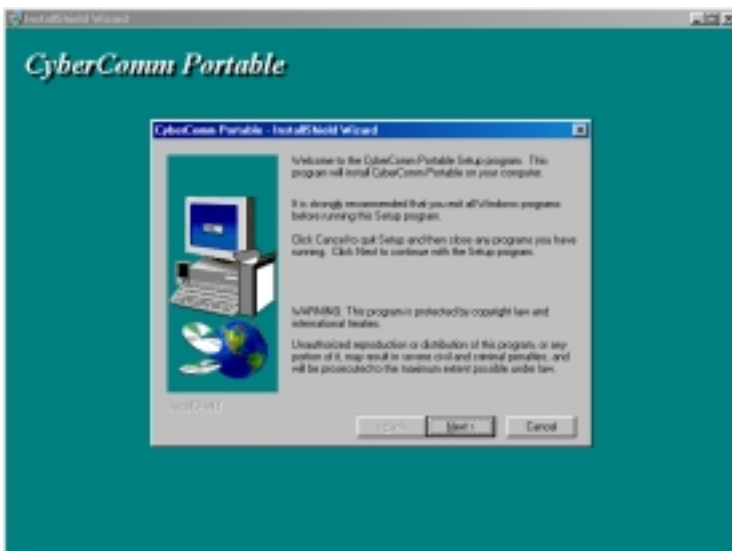 InstallShield Wizard
CyberComm Portable
CyberComm Portable - InstallShield Wizard
Welcome to the CyberComm Portable Setup program. This
program will install CyberComm Portable on your computer.
It is strongly recommended that you exit all Windows programs
before running this Setup program.
Click Cancel to quit Setup and then close any programs you have
running. Click Next to continue with the Setup program.
WARNING: This program is protected by copyright law and
international treaties.
Unauthorized reproduction or distribution of this program, or any
portion of it, may result in severe civil and criminal penalties, and
will be prosecuted to the maximum extent possible under law.
InstallShield
< Back
Next >
Cancel